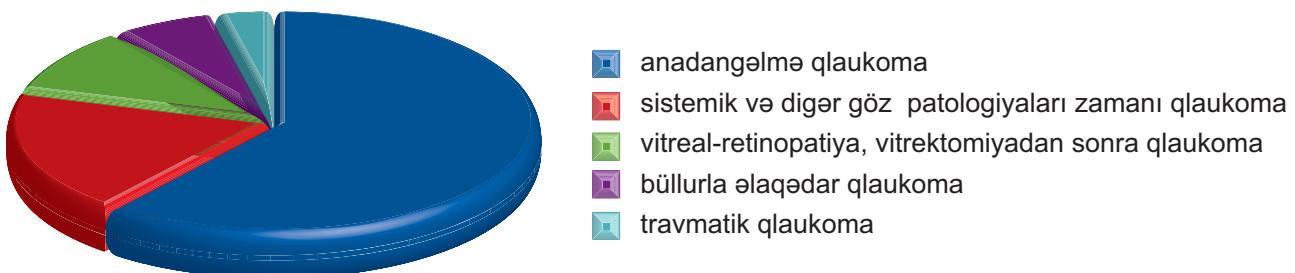 anadangəlmə qlaukoma
sistemik və digər göz patologiyaları zamanı qlaukoma
vitreal-retinopatiya, vitrektomiyadan sonra qlaukoma
büllurla əlaqədar qlaukoma
travmatik qlaukoma